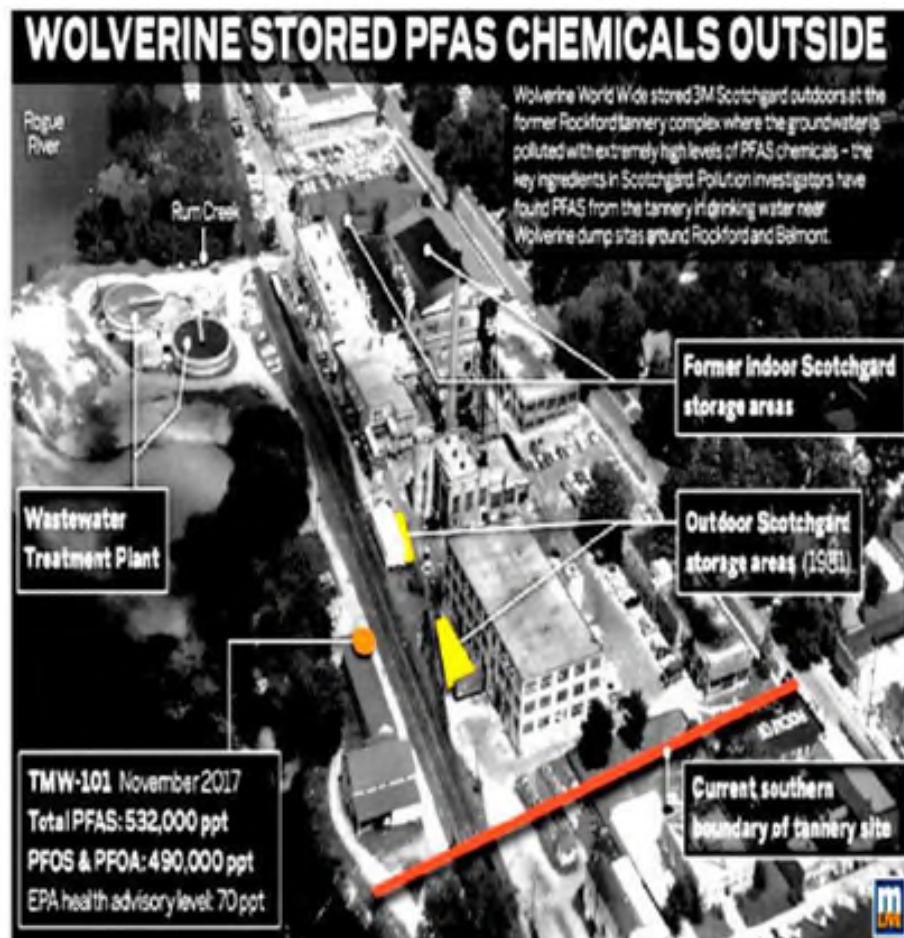 WOLVERINE STORED PFAS CHEMICALS OUTSIDE
Wolverine World Wide stored 3M Scotchgard outdoors at the
former Rockford tannery complex where the groundwater is
polluted with extremely high levels of PFAS chemicals – the
key ingredients in Scotchgard. Pollution investigators have
found PFAS from the tannery in drinking water near
Wolverine dump sites around Rockford and Belmont.
Rogue
River
Rum Creek
Former indoor Scotchgard
storage areas
Wastewater
Treatment Plant
Outdoor Scotchgard
storage areas (1981)
TMW-101 November 2017
Total PFAS: 532,000 ppt
PFOS & PFOA: 490,000 ppt
EPA health advisory level: 70 ppt
Current southern
boundary of tannery site
m
LIVE